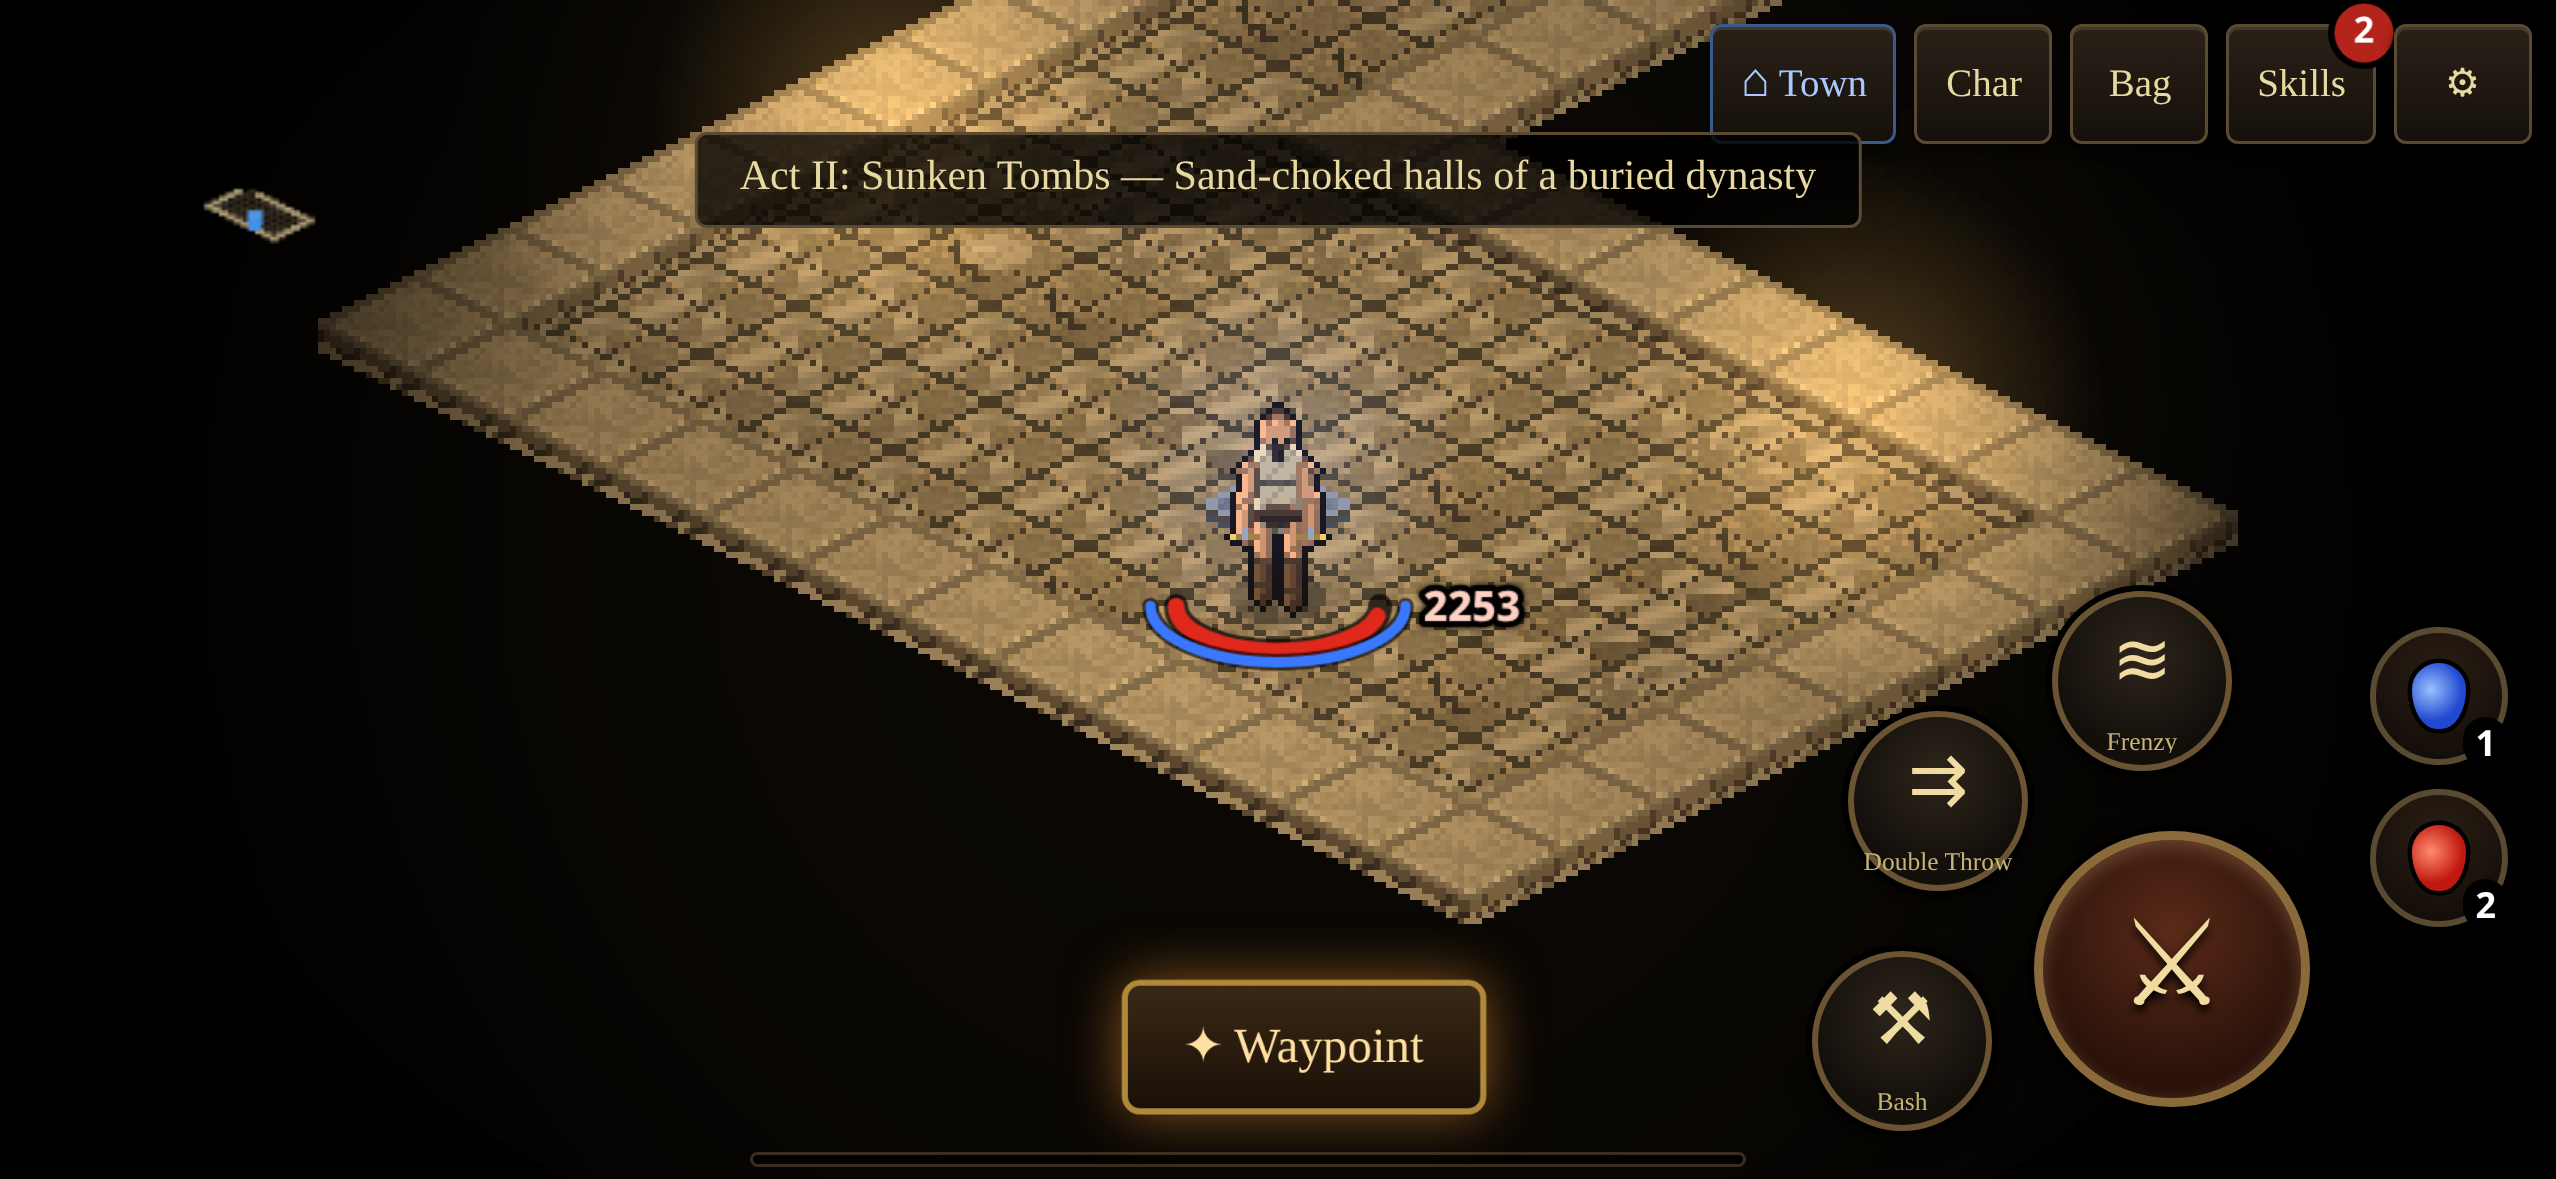 2
⌂ Town
Char
Bag
Skills
Act II: Sunken Tombs — Sand-choked halls of a buried dynasty
2253
Frenzy
1
Double Throw
2
✦ Waypoint
Bash